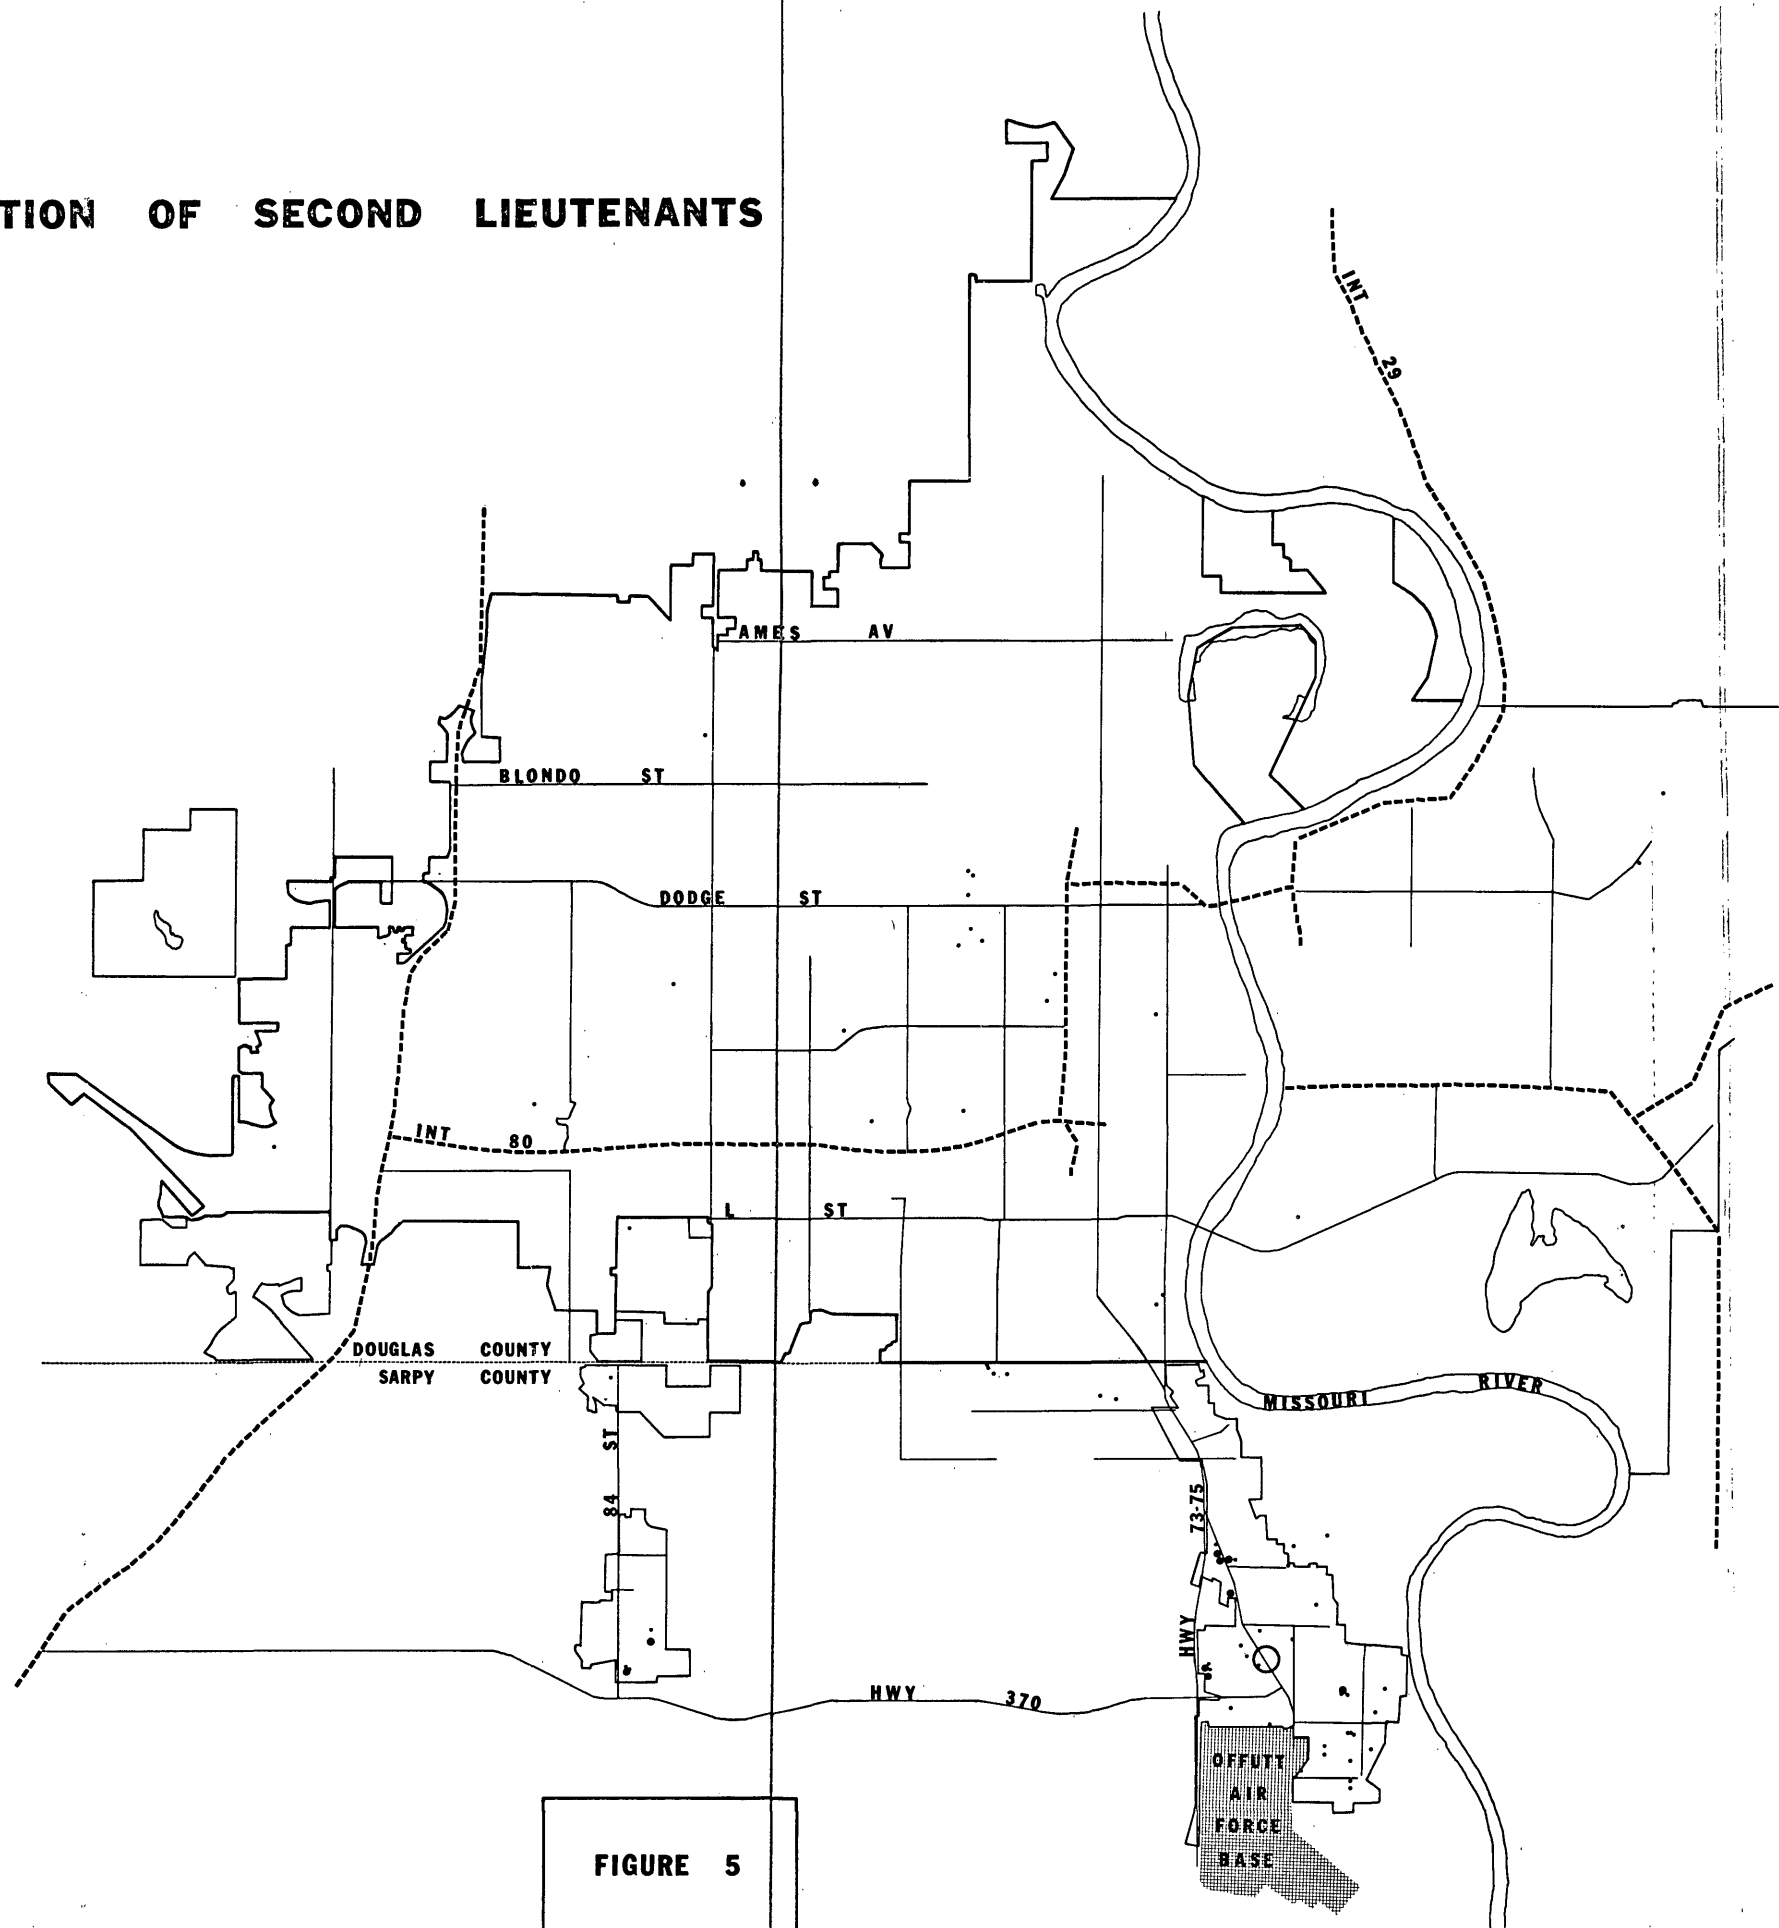 TION OF SECOND LIEUTENANTS
INT 29
AMES AV
BLONDO ST
DODGE ST
INT 80
L ST
DOUGLAS COUNTY
SARPY COUNTY
MISSOURI RIVER
84 ST
HWY 73-75
HWY 370
OFFUTT
AIR
FORCE
BASE
FIGURE 5